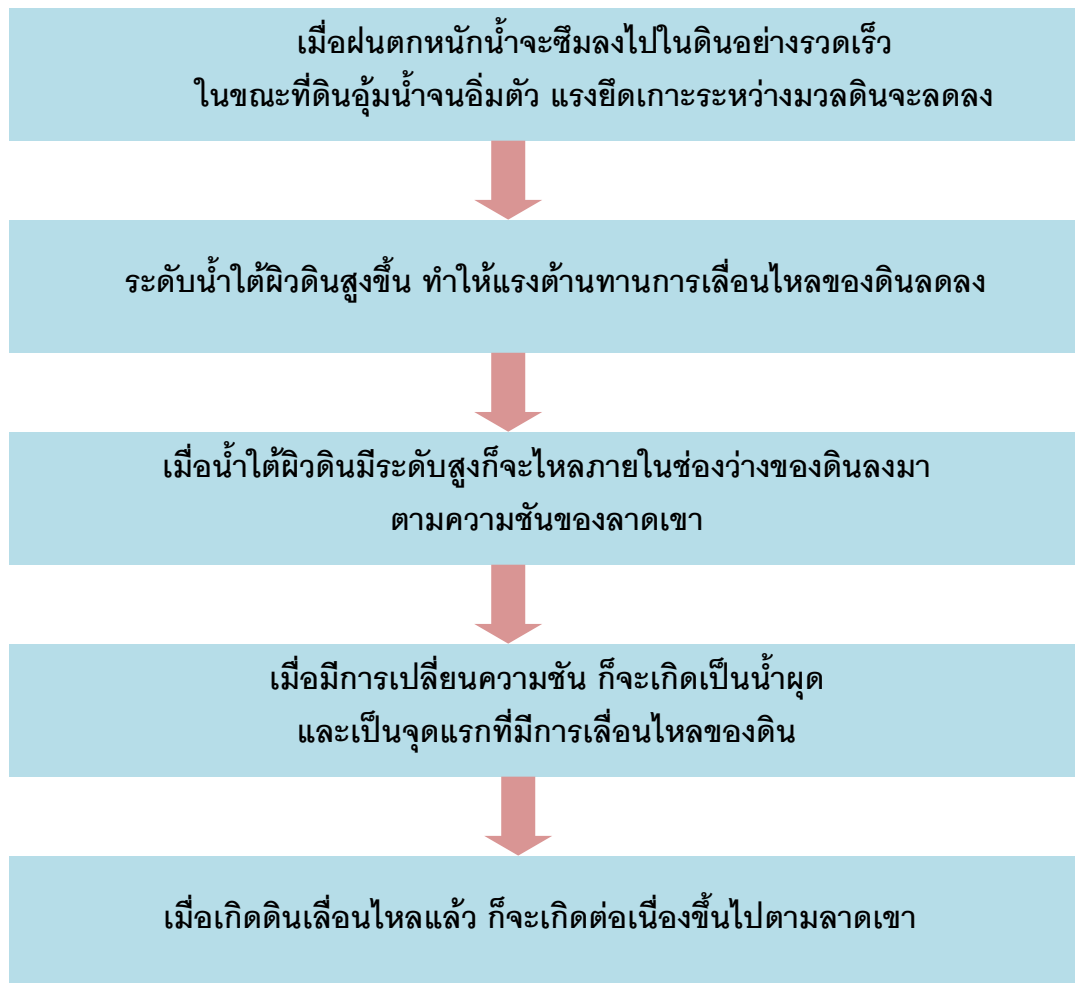 เมื่อฝนตกหนักน้ำจะซึมลงไปในดินอย่างรวดเร็ว
ในขณะที่ดินอุ้มน้ำจนอิ่มตัว แรงยึดเกาะระหว่างมวลดินจะลดลง
ระดับน้ำใต้ผิวดินสูงขึ้น ทำให้แรงต้านทานการเลื่อนไหลของดินลดลง
เมื่อน้ำใต้ผิวดินมีระดับสูงก็จะไหลภายในช่องว่างของดินลงมา
ตามความชันของลาดเขา
เมื่อมีการเปลี่ยนความชัน ก็จะเกิดเป็นน้ำผุด
และเป็นจุดแรกที่มีการเลื่อนไหลของดิน
เมื่อเกิดดินเลื่อนไหลแล้ว ก็จะเกิดต่อเนื่องขึ้นไปตามลาดเขา